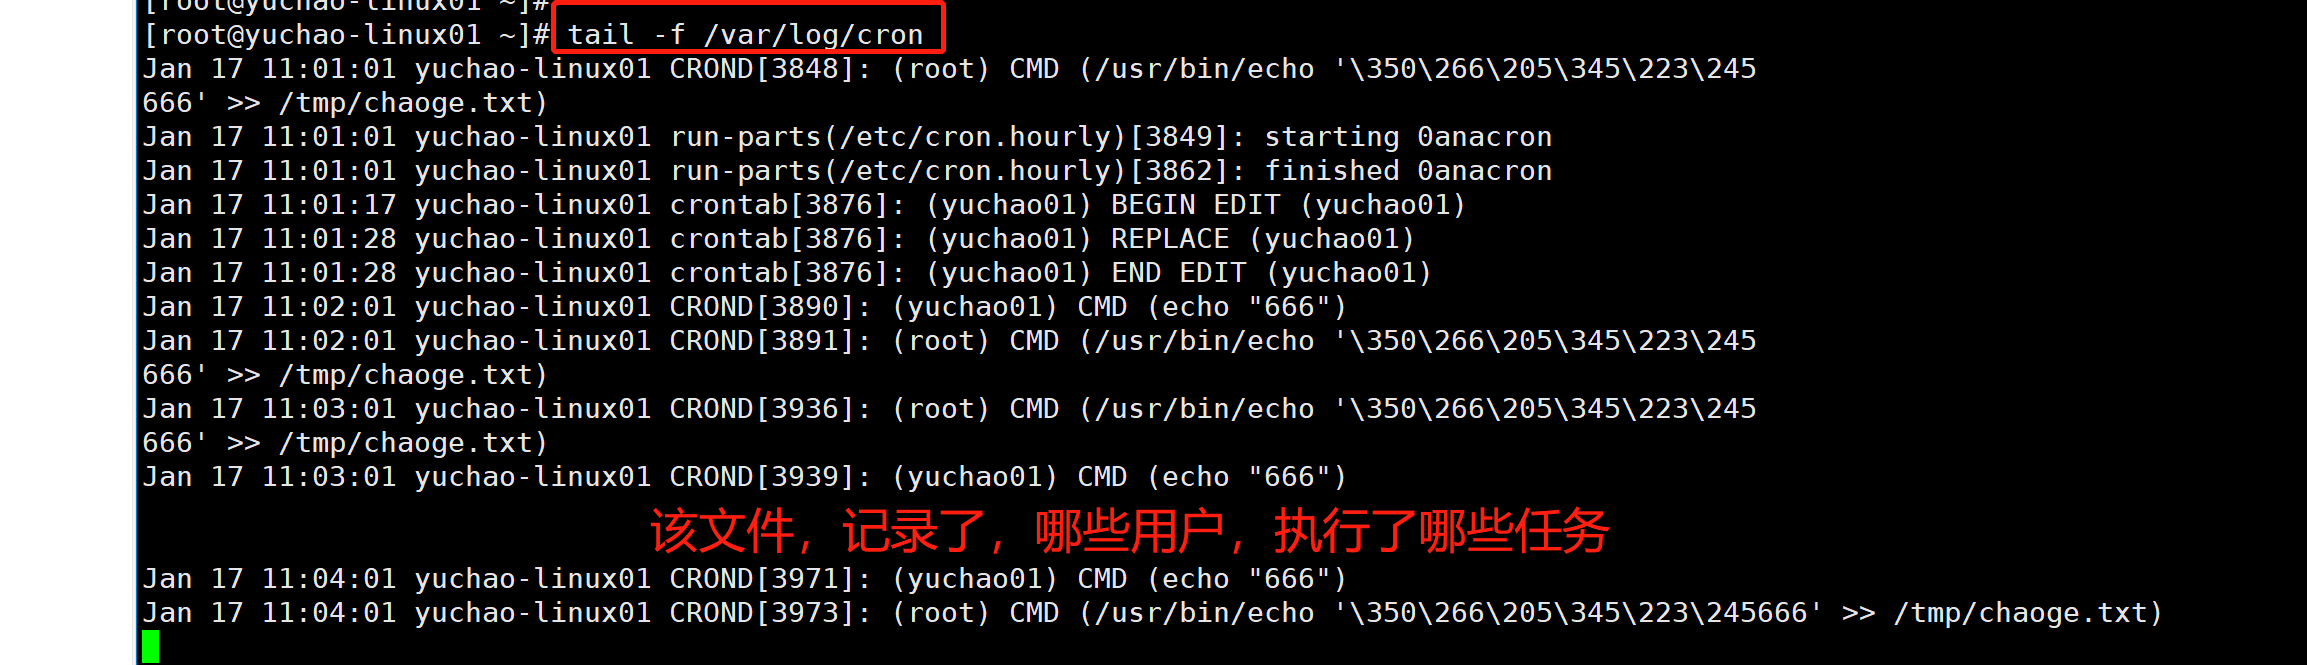 [root@yuchao-linux01 ~]#
[root@yuchao-linux01 ~]# tail -f /var/log/cron
Jan 17 11:01:01 yuchao-linux01 CROND[3848]: (root) CMD (/usr/bin/echo '\350\266\205\345\223\245
666' >> /tmp/chaoge.txt)
Jan 17 11:01:01 yuchao-linux01 run-parts(/etc/cron.hourly)[3849]: starting 0anacron
Jan 17 11:01:01 yuchao-linux01 run-parts(/etc/cron.hourly)[3862]: finished 0anacron
Jan 17 11:01:17 yuchao-linux01 crontab[3876]: (yuchao01) BEGIN EDIT (yuchao01)
Jan 17 11:01:28 yuchao-linux01 crontab[3876]: (yuchao01) REPLACE (yuchao01)
Jan 17 11:01:28 yuchao-linux01 crontab[3876]: (yuchao01) END EDIT (yuchao01)
Jan 17 11:02:01 yuchao-linux01 CROND[3890]: (yuchao01) CMD (echo "666")
Jan 17 11:02:01 yuchao-linux01 CROND[3891]: (root) CMD (/usr/bin/echo '\350\266\205\345\223\245
666' >> /tmp/chaoge.txt)
Jan 17 11:03:01 yuchao-linux01 CROND[3936]: (root) CMD (/usr/bin/echo '\350\266\205\345\223\245
666' >> /tmp/chaoge.txt)
Jan 17 11:03:01 yuchao-linux01 CROND[3939]: (yuchao01) CMD (echo "666")
该文件，记录了，哪些用户，执行了哪些任务
Jan 17 11:04:01 yuchao-linux01 CROND[3971]: (yuchao01) CMD (echo "666")
Jan 17 11:04:01 yuchao-linux01 CROND[3973]: (root) CMD (/usr/bin/echo '\350\266\205\345\223\245666' >> /tmp/chaoge.txt)